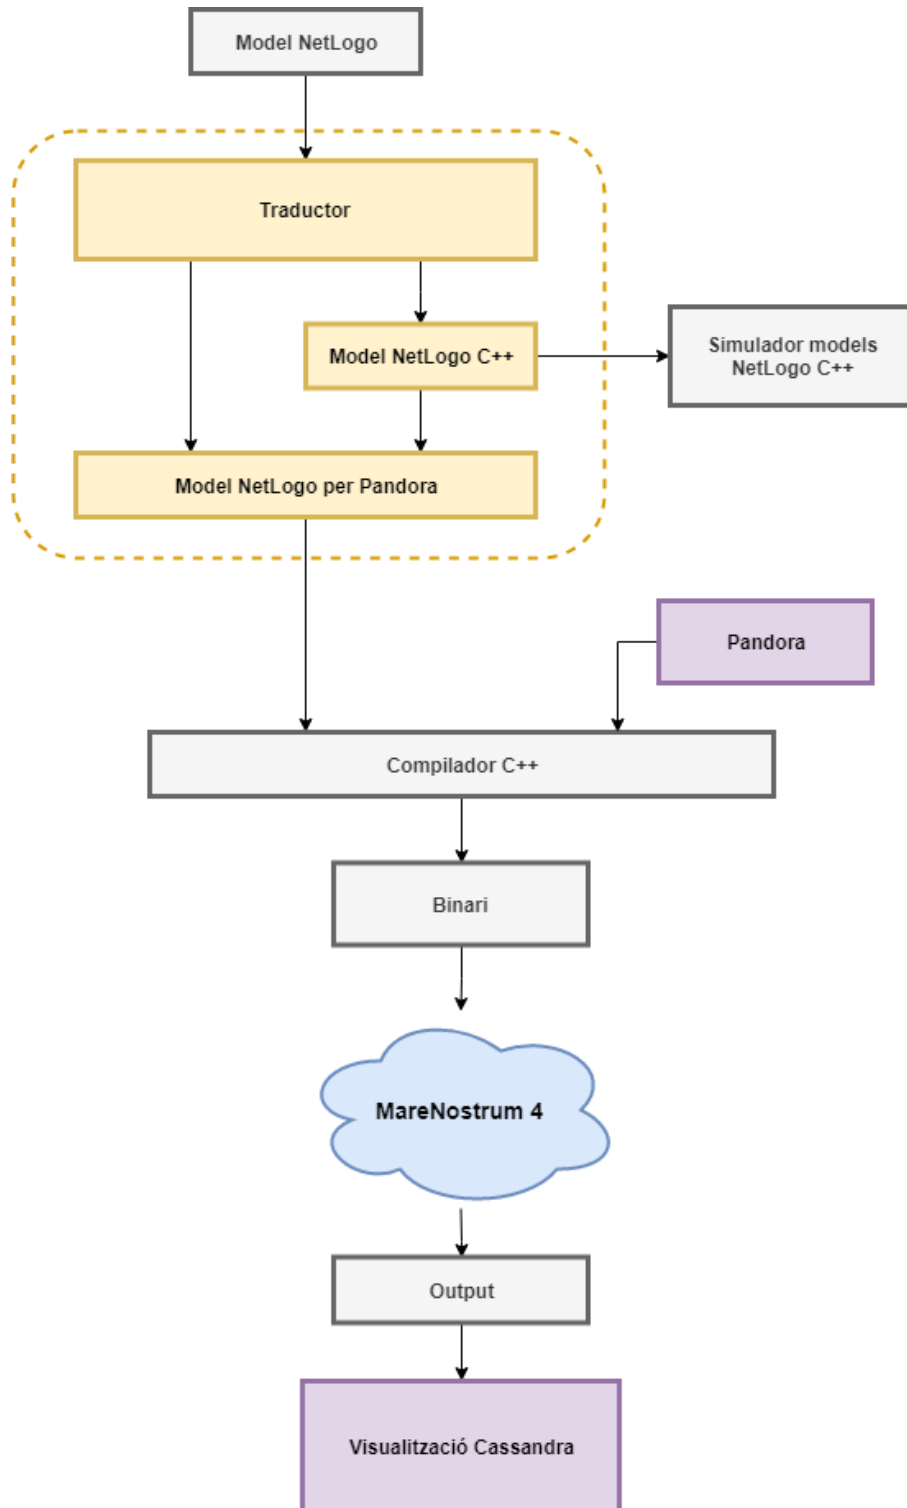 Model NetLogo
Traductor
Model NetLogo C++
Simulador models
NetLogo C++
Model NetLogo per Pandora
Pandora
Compilador C++
Binari
MareNostrum 4
Output
Visualització Cassandra